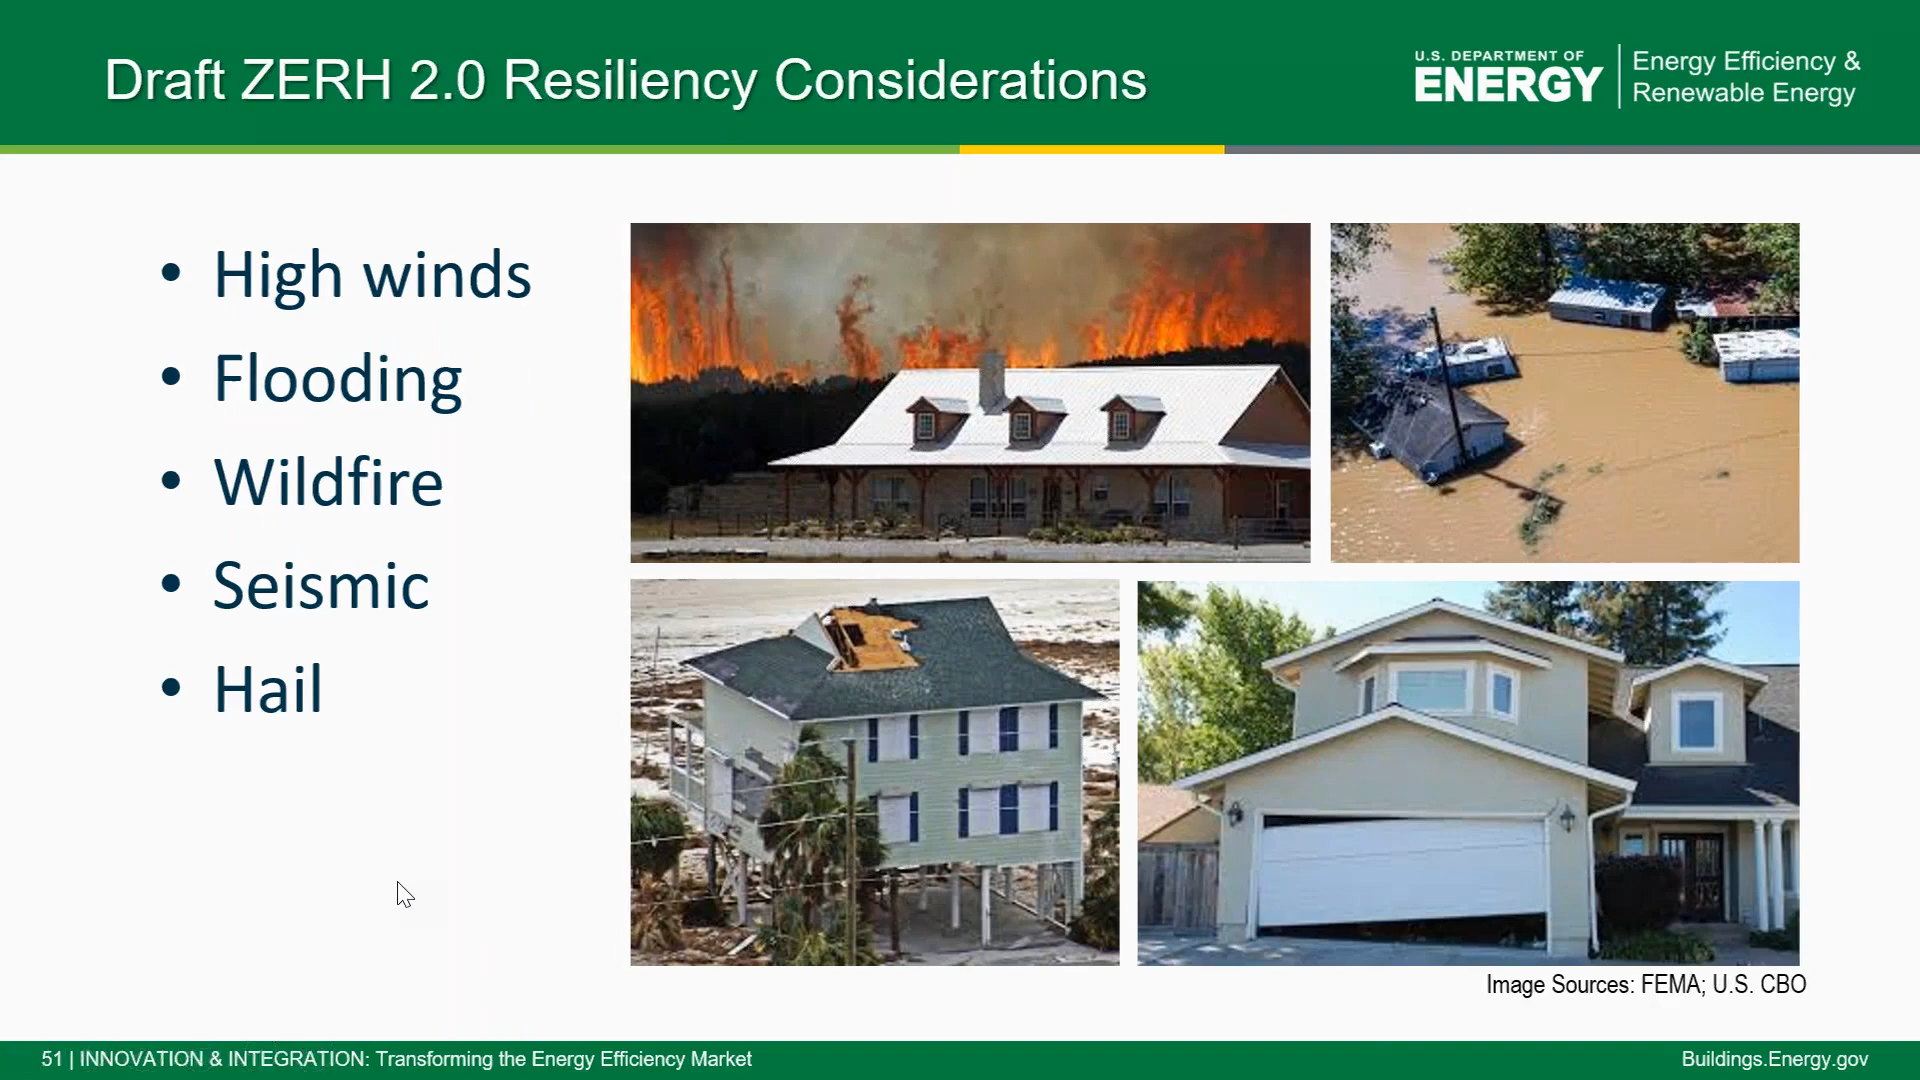 Draft ZERH 2.0 Resiliency Considerations
U.S. DEPARTMENT OF
ENERGY
Energy Efficiency &
Renewable Energy
• High winds
• Flooding
• Wildfire
• Seismic
• Hail
Image Sources: FEMA; U.S. CBO
51 | INNOVATION & INTEGRATION: Transforming the Energy Efficiency Market
Buildings.Energy.gov